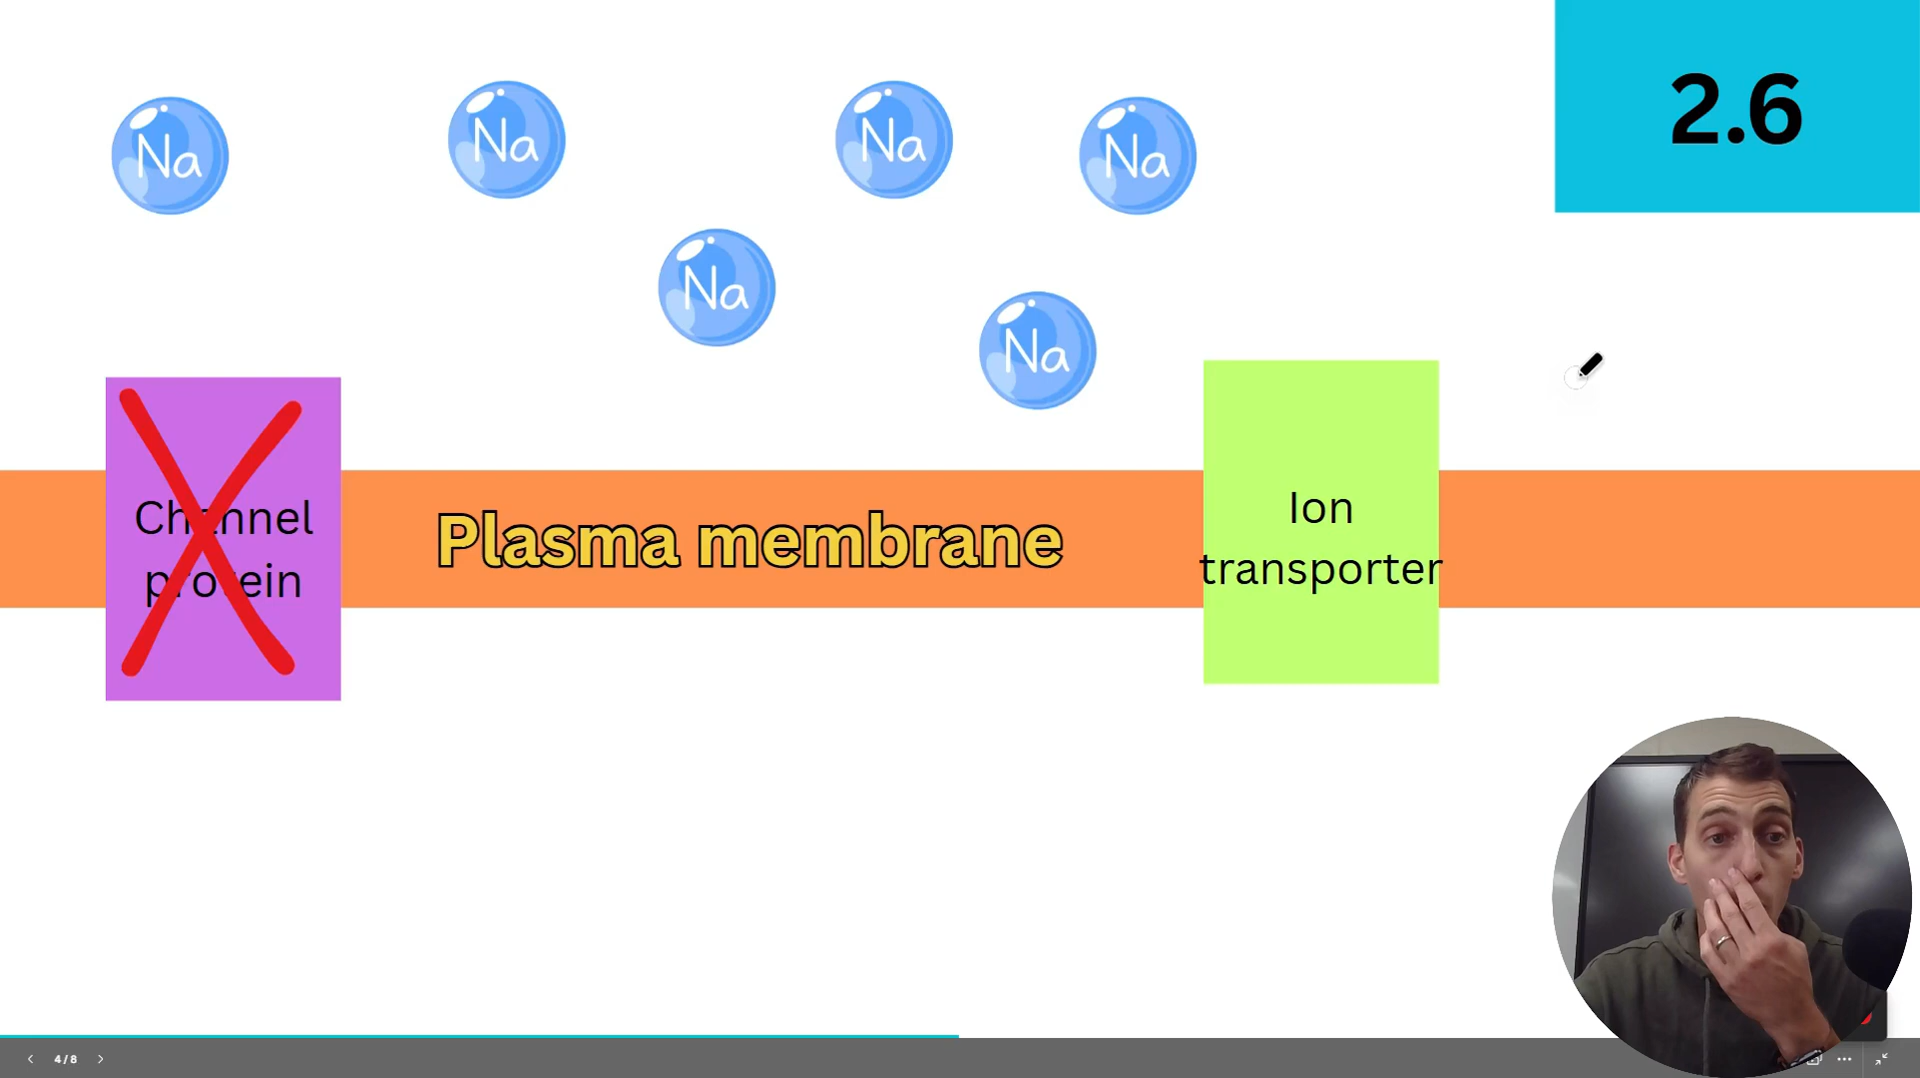 2.6
Na
Na
Na
Na
Na
Na
Channel
protein
Plasma membrane
Ion
transporter
4/8